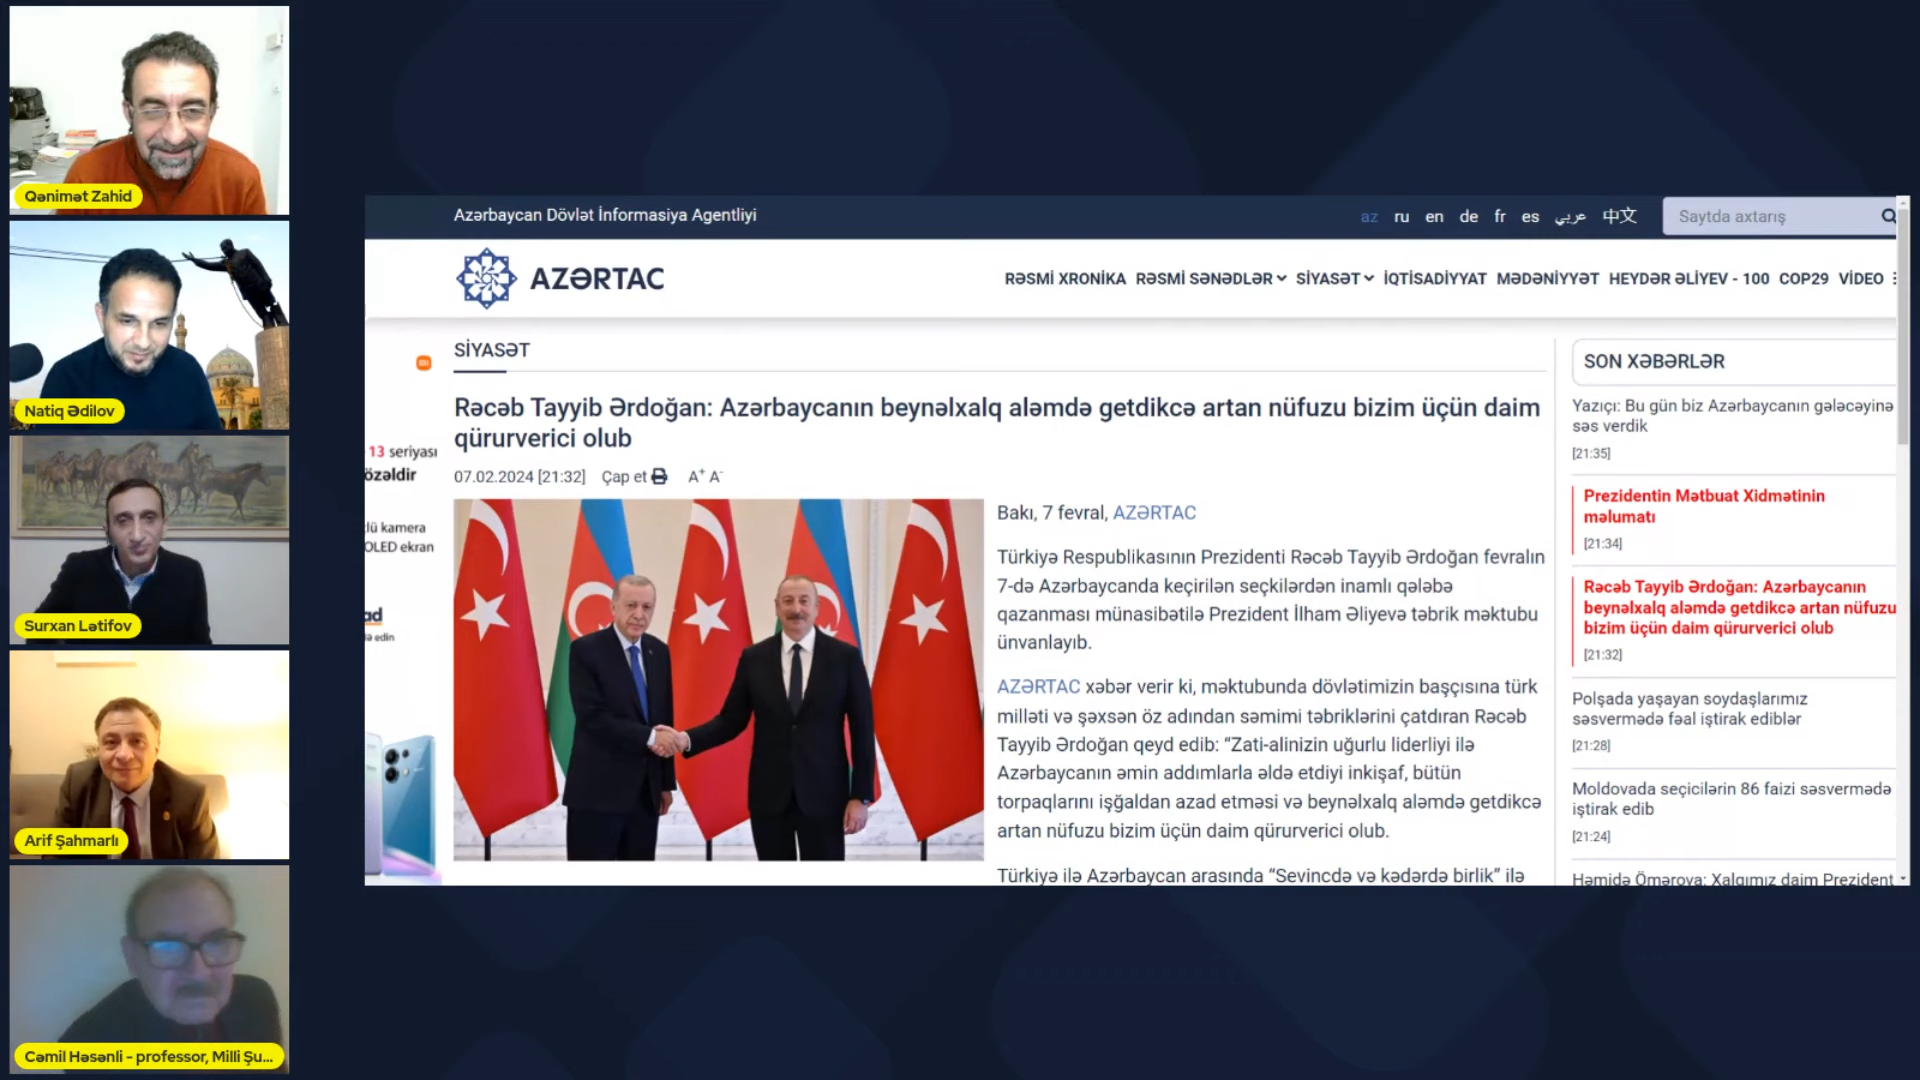 Qənimət Zahid
Natiq Ədilov
Surxan Lətifov
Arif Şahmarlı
Cəmil Həsənli - professor, Milli Şu...
Azərbaycan Dövlət İnformasiya Agentliyi
az ru en de fr es عربي 中文
Saytda axtarış
AZƏRTAC
RƏSMİ XRONİKA RƏSMİ SƏNƏDLƏR SİYASƏT İQTİSADİYYAT MƏDƏNİYYƏT HEYDƏR ƏLİYEV - 100 COP29 VİDEO
13 seriyası
özəldir
kamera
OLED ekran
edin
SİYASƏT
Rəcəb Tayyib Ərdoğan: Azərbaycanın beynəlxalq aləmdə getdikcə artan nüfuzu bizim üçün daim
qürurverici olub
07.02.2024 [21:32] Çap et A+ A-
Bakı, 7 fevral, AZƏRTAC
Türkiyə Respublikasının Prezidenti Rəcəb Tayyib Ərdoğan fevralın
7-də Azərbaycanda keçirilən seçkilərdən inamlı qələbə
qazanması münasibətilə Prezident İlham Əliyevə təbrik məktubu
ünvanlayıb.
AZƏRTAC xəbər verir ki, məktubunda dövlətimizin başçısına türk
milləti və şəxsən öz adından səmimi təbriklərini çatdıran Rəcəb
Tayyib Ərdoğan qeyd edib: “Zati-alinizin uğurlu liderliyi ilə
Azərbaycanın əmin addımlarla əldə etdiyi inkişaf, bütün
torpaqlarını işğaldan azad etməsi və beynəlxalq aləmdə getdikcə
artan nüfuzu bizim üçün daim qürurverici olub.
Türkiyə ilə Azərbaycan arasında “Sevincdə və kədərdə birlik” ilə
SON XƏBƏRLƏR
Yazıçı: Bu gün biz Azərbaycanın gələcəyinə
səs verdik
[21:35]
Prezidentin Mətbuat Xidmətinin
məlumatı
[21:34]
Rəcəb Tayyib Ərdoğan: Azərbaycanın
beynəlxalq aləmdə getdikcə artan nüfuzu
bizim üçün daim qürurverici olub
[21:32]
Polşada yaşayan soydaşlarımız
səsvermədə fəal iştirak ediblər
[21:28]
Moldovada seçicilərin 86 faizi səsvermədə
iştirak edib
[21:24]
Həmidə Ömərova: Xalqımız daim Prezident